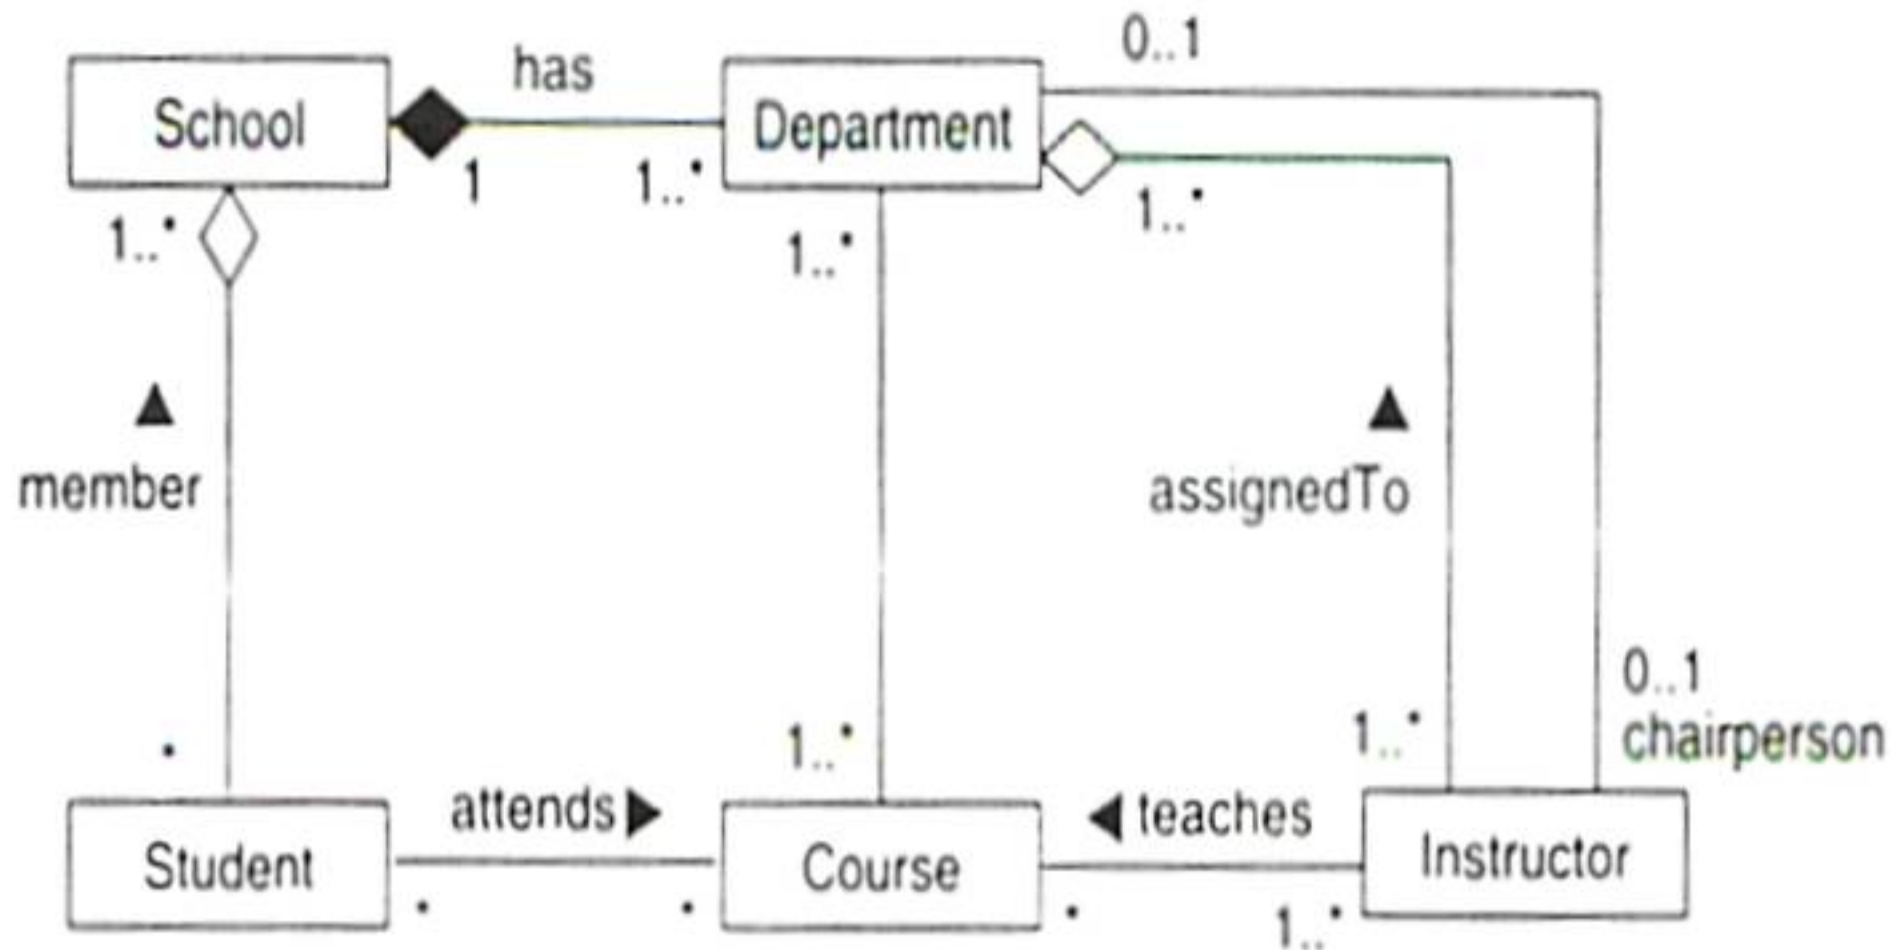 has
0..1
School
Department
1
1..*
1..*
1..*
1..*
member
assignedTo
0..1
*
1..*
1..*
chairperson
attends
teaches
Student
Course
Instructor
*
*
*
1..*